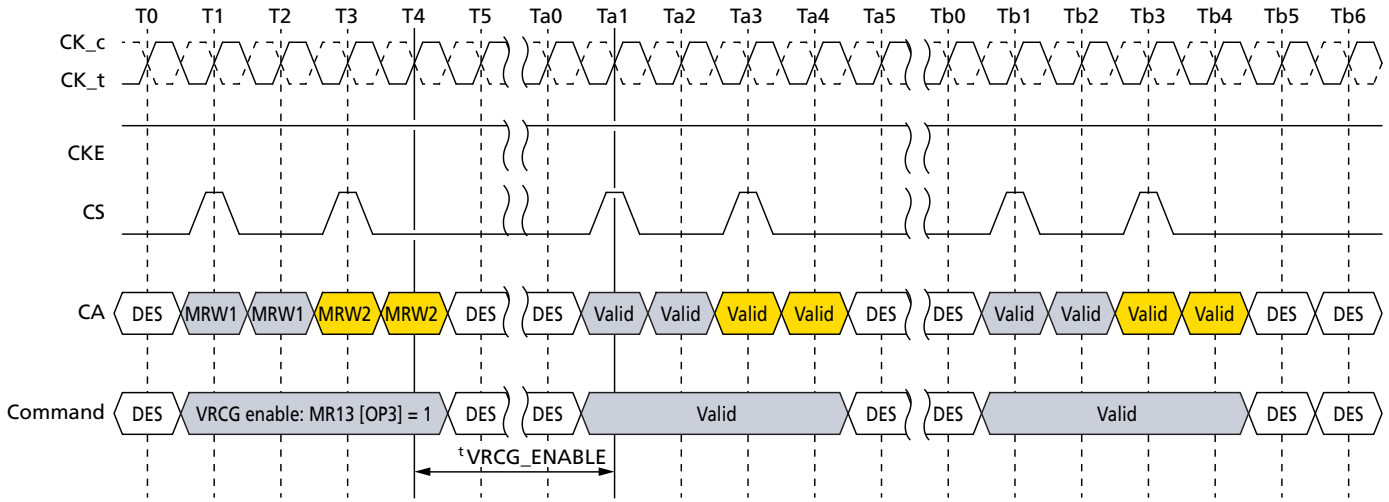 T0 T1 T2 T3 T4 T5 Ta0 Ta1 Ta2 Ta3 Ta4 Ta5 Tb0 Tb1 Tb2 Tb3 Tb4 Tb5 Tb6
CK_c
CK_t
CKE
CS
CA DES MRW1 MRW1 MRW2 MRW2 DES DES Valid Valid Valid Valid DES DES Valid Valid Valid Valid DES DES
Command DES VRCG enable: MR13 [OP3] = 1 DES DES Valid DES DES Valid DES DES
tVRCG_ENABLE